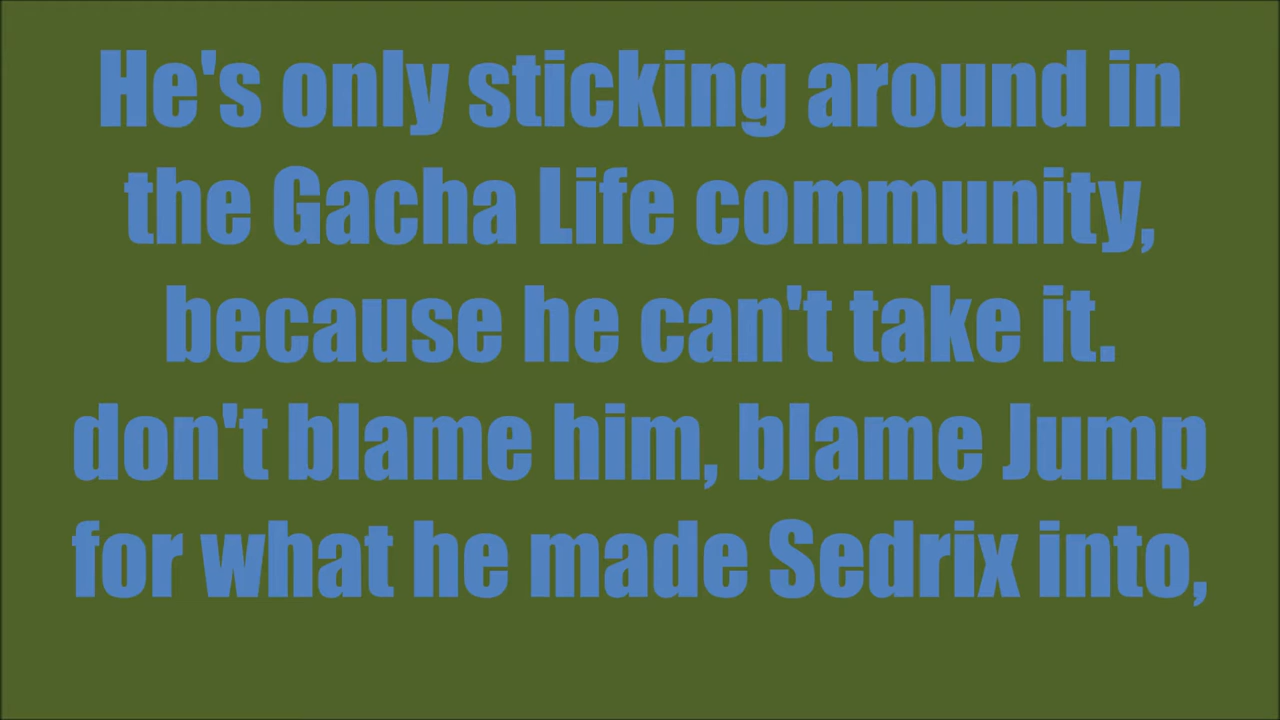 He's only sticking around in
the Gacha Life community,
because he can't take it.
don't blame him, blame Jump
for what he made Sedrix into,